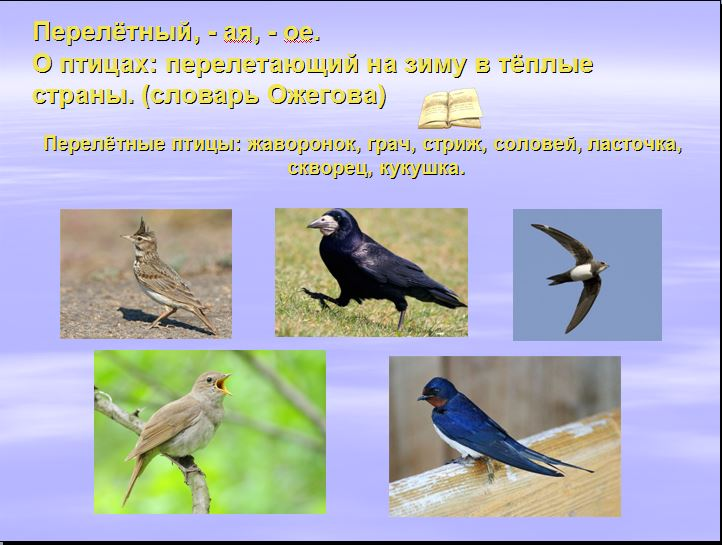 Перелётный, - ая, - ое.
О птицах: перелетающий на зиму в тёплые
страны. (словарь Ожегова)
Перелётные птицы: жаворонок, грач, стриж, соловей, ласточка,
скворец, кукушка.